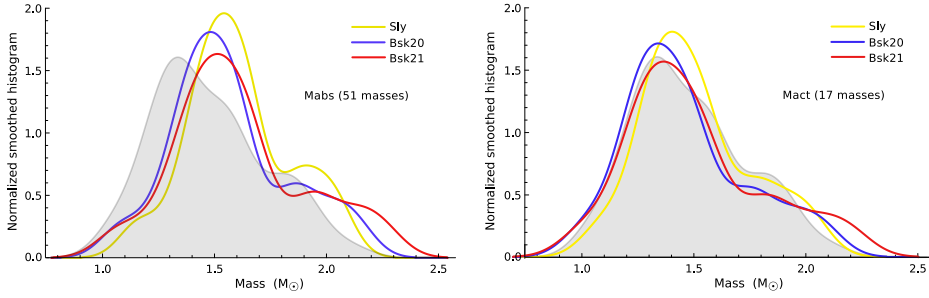 Normalized smoothed histogram
2.0
1.5
1.0
0.5
0.0
Sly
Bsk20
Bsk21
Mabs (51 masses)
1.0 1.5 2.0 2.5
Mass (M☉)
Normalized smoothed histogram
2.0
1.5
1.0
0.5
0.0
Sly
Bsk20
Bsk21
Mact (17 masses)
1.0 1.5 2.0 2.5
Mass (M☉)